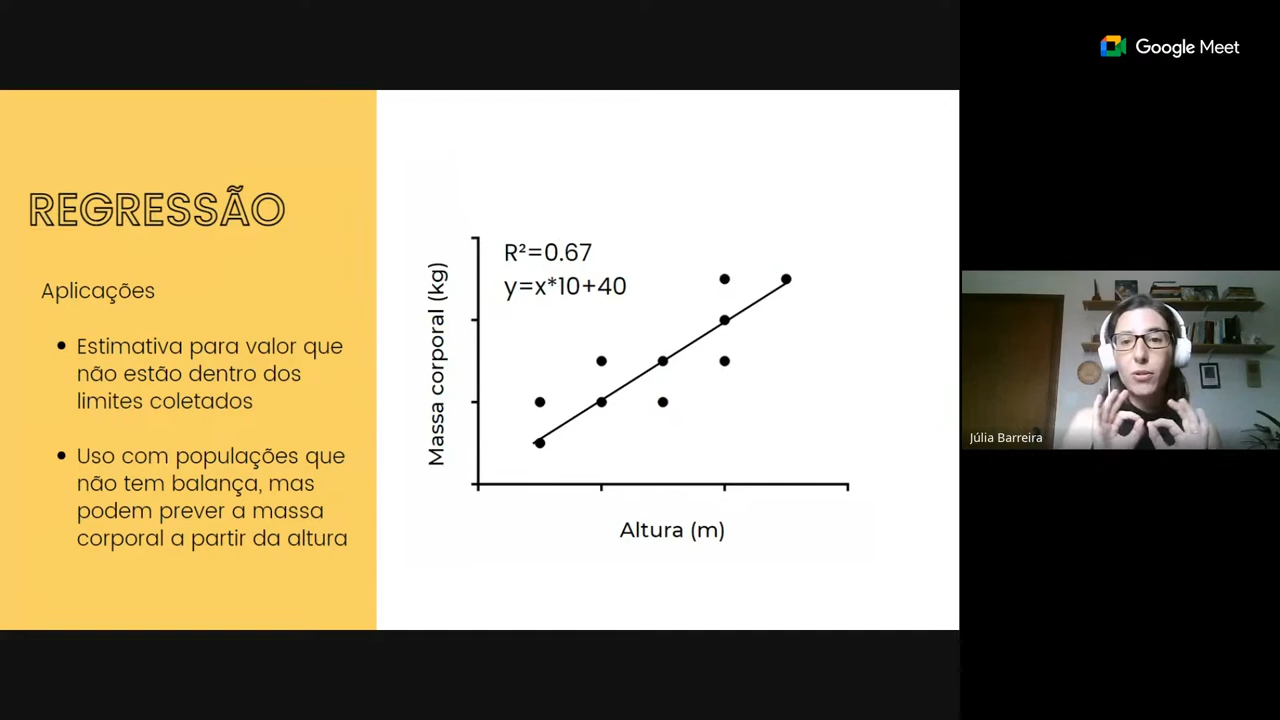 Google Meet
REGRESSÃO
Aplicações
• Estimativa para valor que
não estão dentro dos
limites coletados
• Uso com populações que
não tem balança, mas
podem prever a massa
corporal a partir da altura
R²=0.67
y=x*10+40
Massa corporal (kg)
Altura (m)
Júlia Barreira